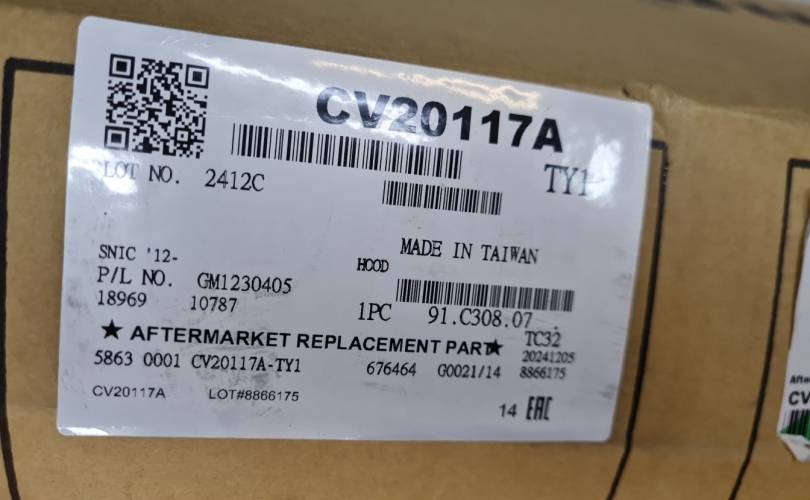 CV20117A
LOT NO. 2412C
TY1
MADE IN TAIWAN
SNIC '12-
HOOD
P/L NO. GM1230405
18969 10787
1PC 91.C308.07
★ AFTERMARKET REPLACEMENT PART★
TC32
20241205
5863 0001 CV20117A-TY1 676464 G0021/14 8866175
CV20117A LOT#8866175
14 EAC
CV